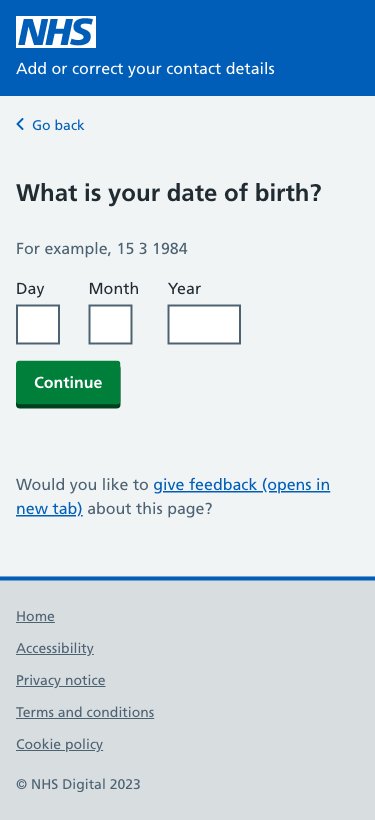 NHS
Add or correct your contact details
Go back
What is your date of birth?
For example, 15 3 1984
Day Month Year
Continue
Would you like to give feedback (opens in
new tab) about this page?
Home
Accessibility
Privacy notice
Terms and conditions
Cookie policy
© NHS Digital 2023